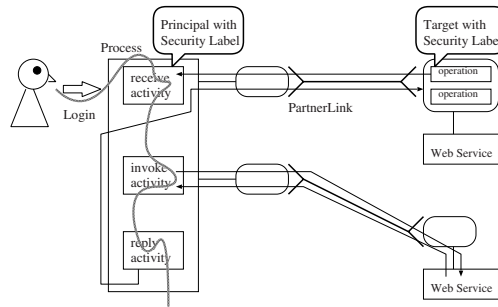 Principal with
Security Label
Target with
Security Label
Process
receive
activity
operation
operation
Login
PartnerLink
Web Service
invoke
activity
reply
activity
Web Service